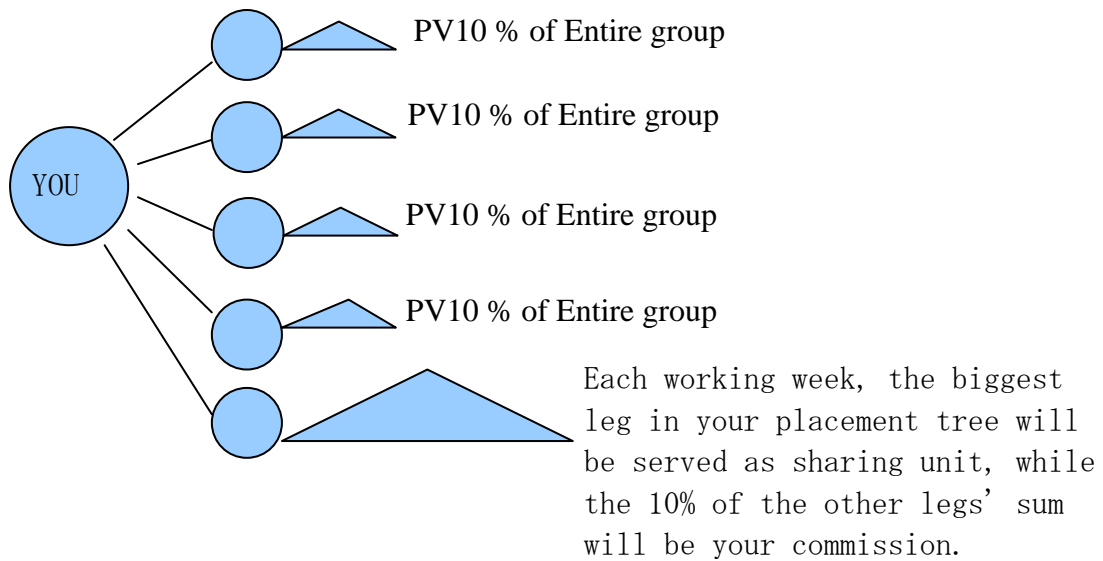 PV10 % of Entire group
PV10 % of Entire group
YOU
PV10 % of Entire group
PV10 % of Entire group
Each working week, the biggest
leg in your placement tree will
be served as sharing unit, while
the 10% of the other legs’ sum
will be your commission.